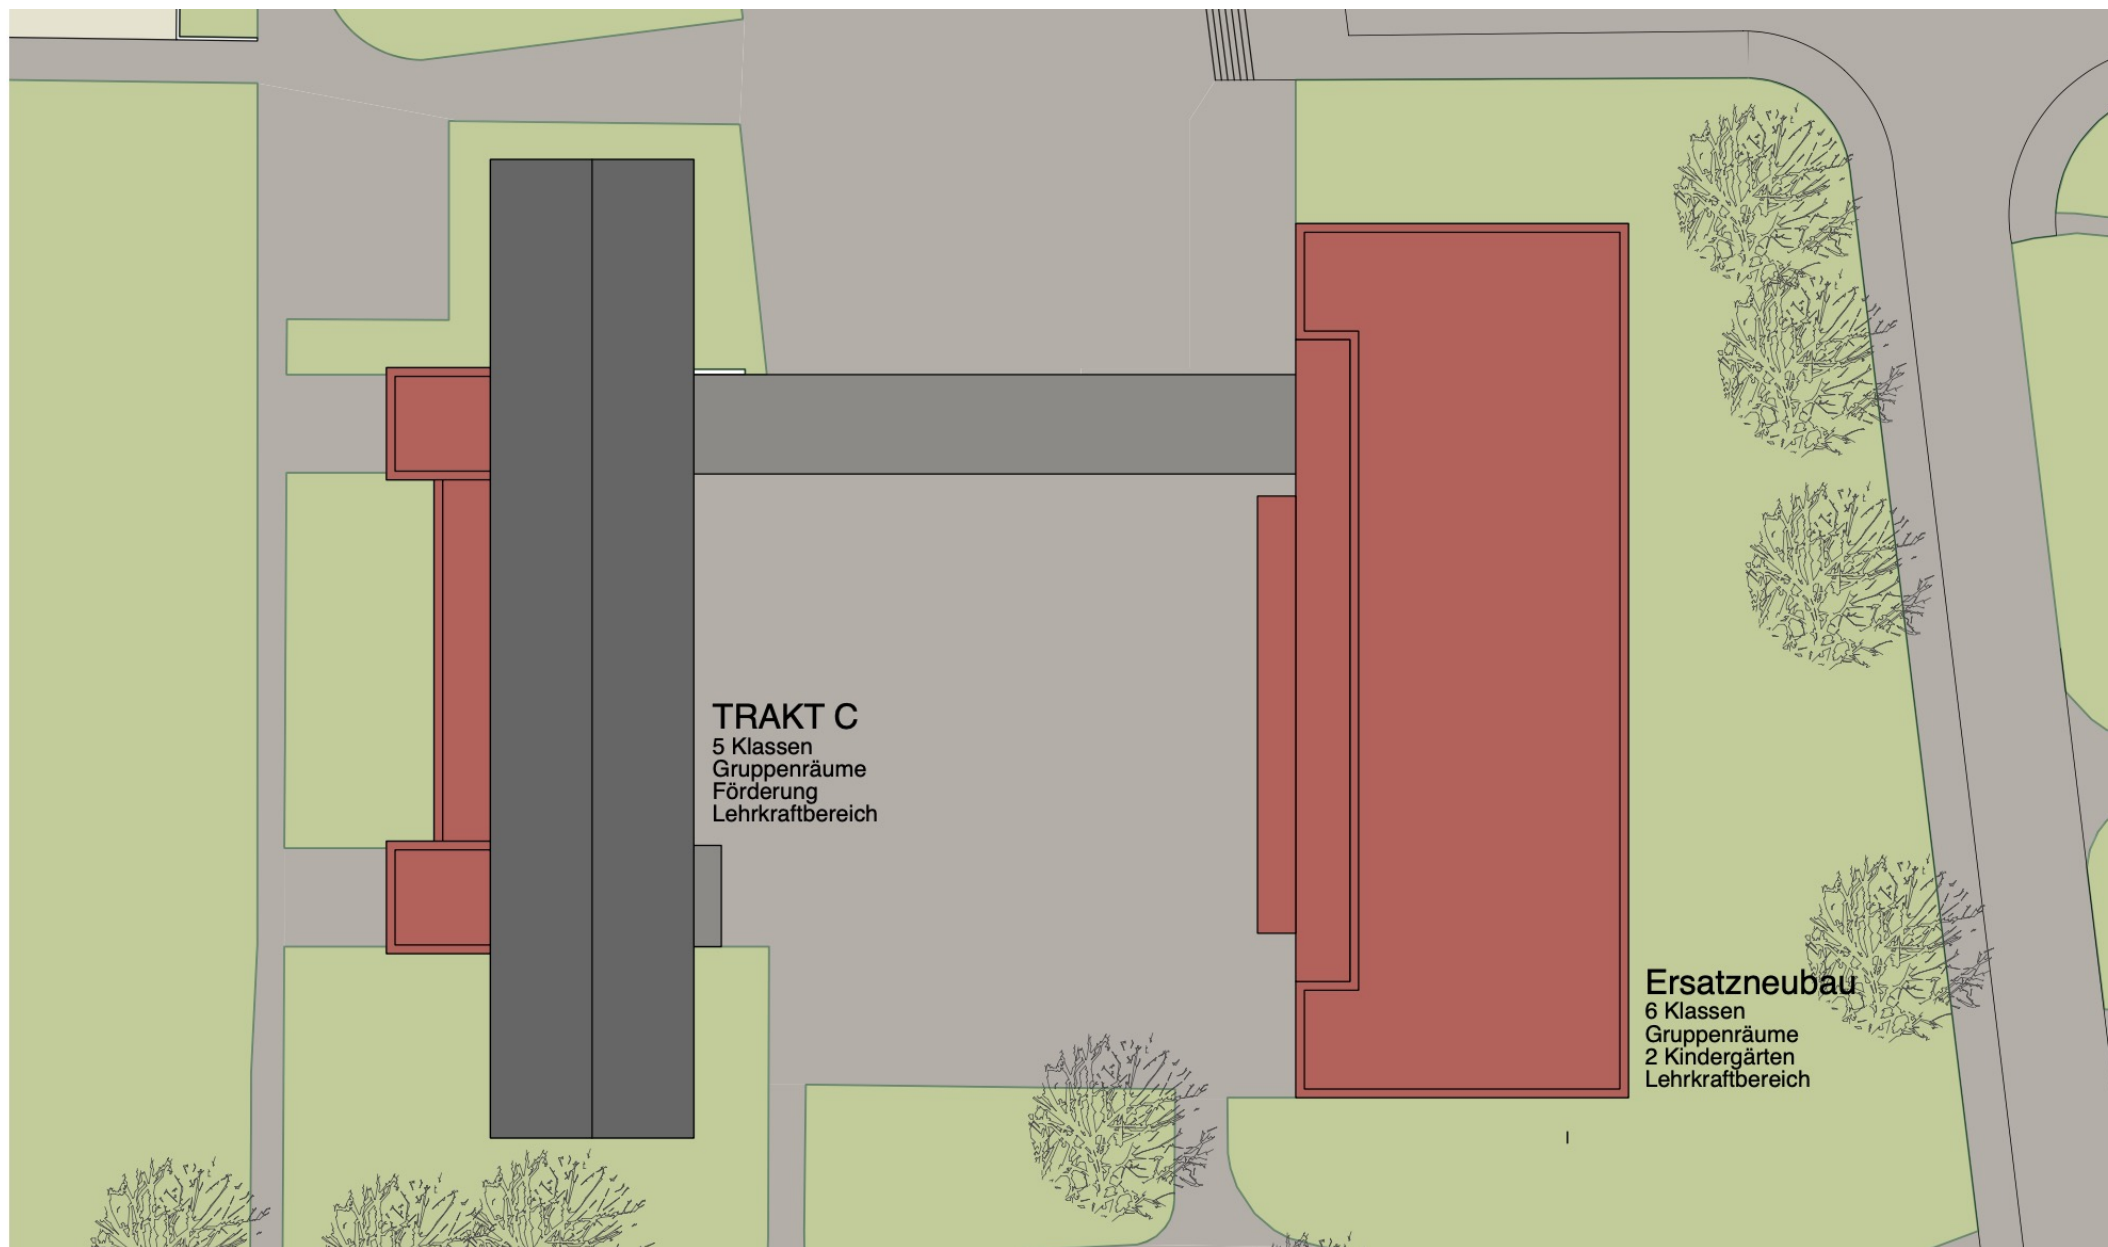 TRAKT C
5 Klassen
Gruppenräume
Förderung
Lehrkraftbereich
Ersatzneubau
6 Klassen
Gruppenräume
2 Kindergärten
Lehrkraftbereich